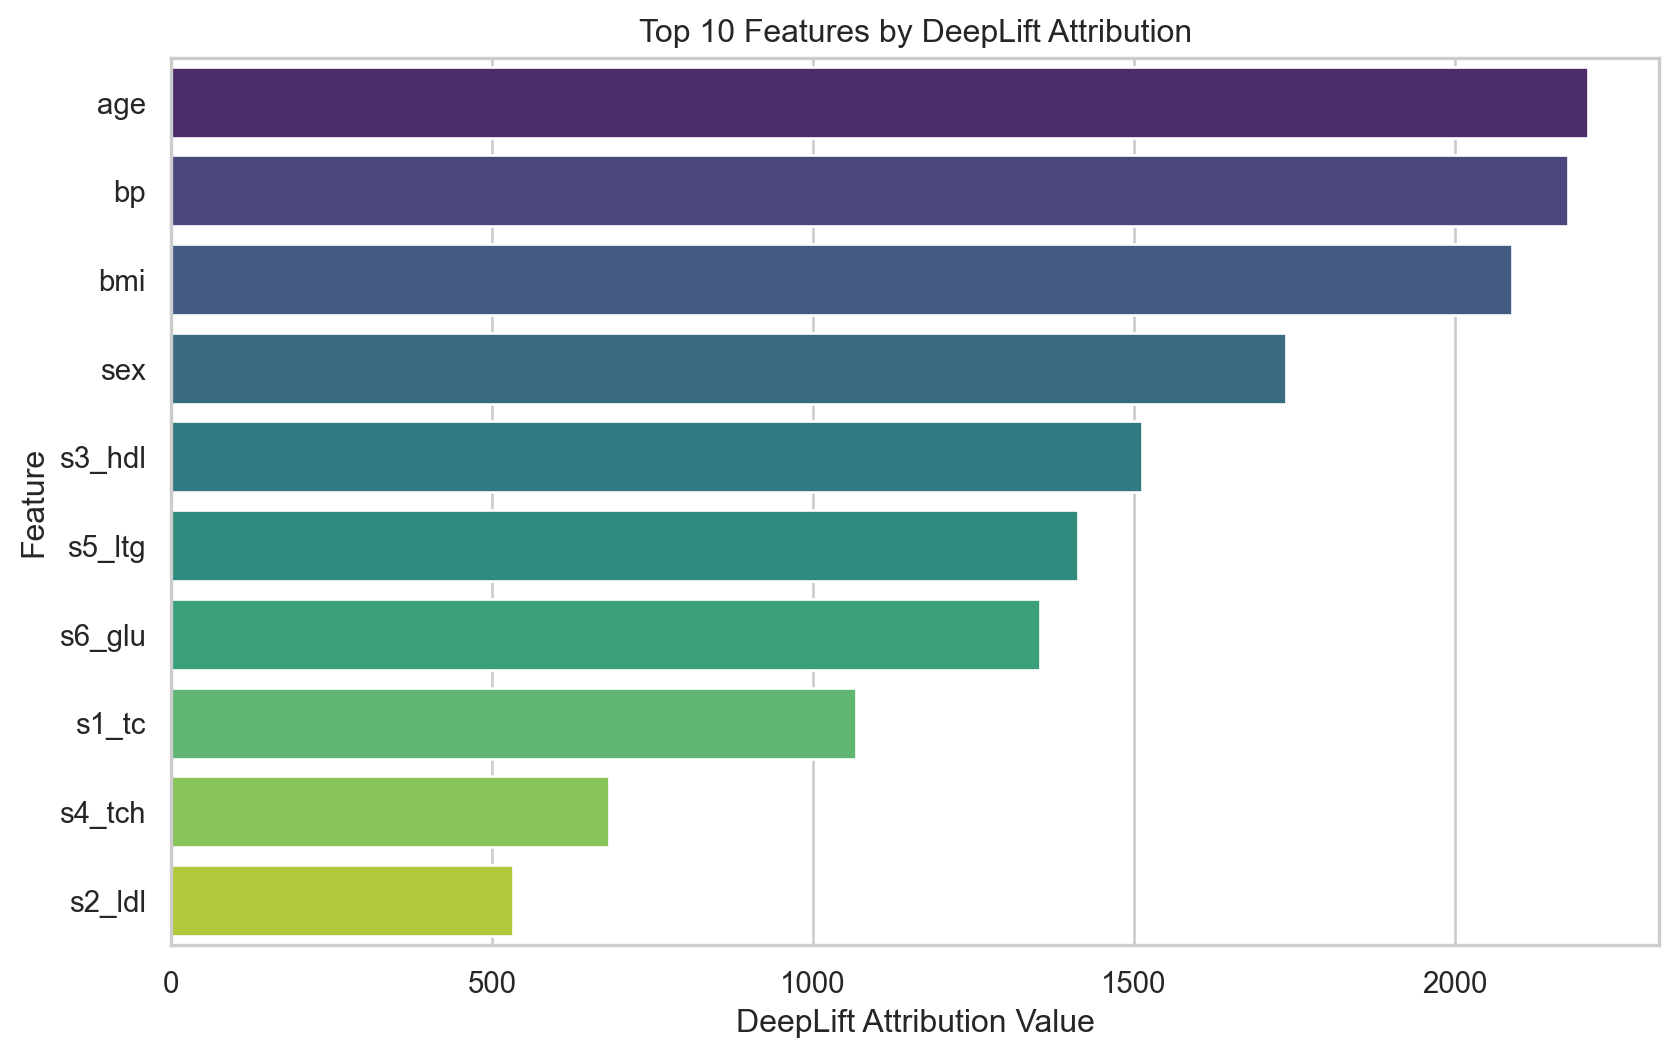 Top 10 Features by DeepLift Attribution
age
bp
bmi
sex
s3_hdl
s5_ltg
s6_glu
s1_tc
s4_tch
s2_ldl
Feature
0 500 1000 1500 2000
DeepLift Attribution Value